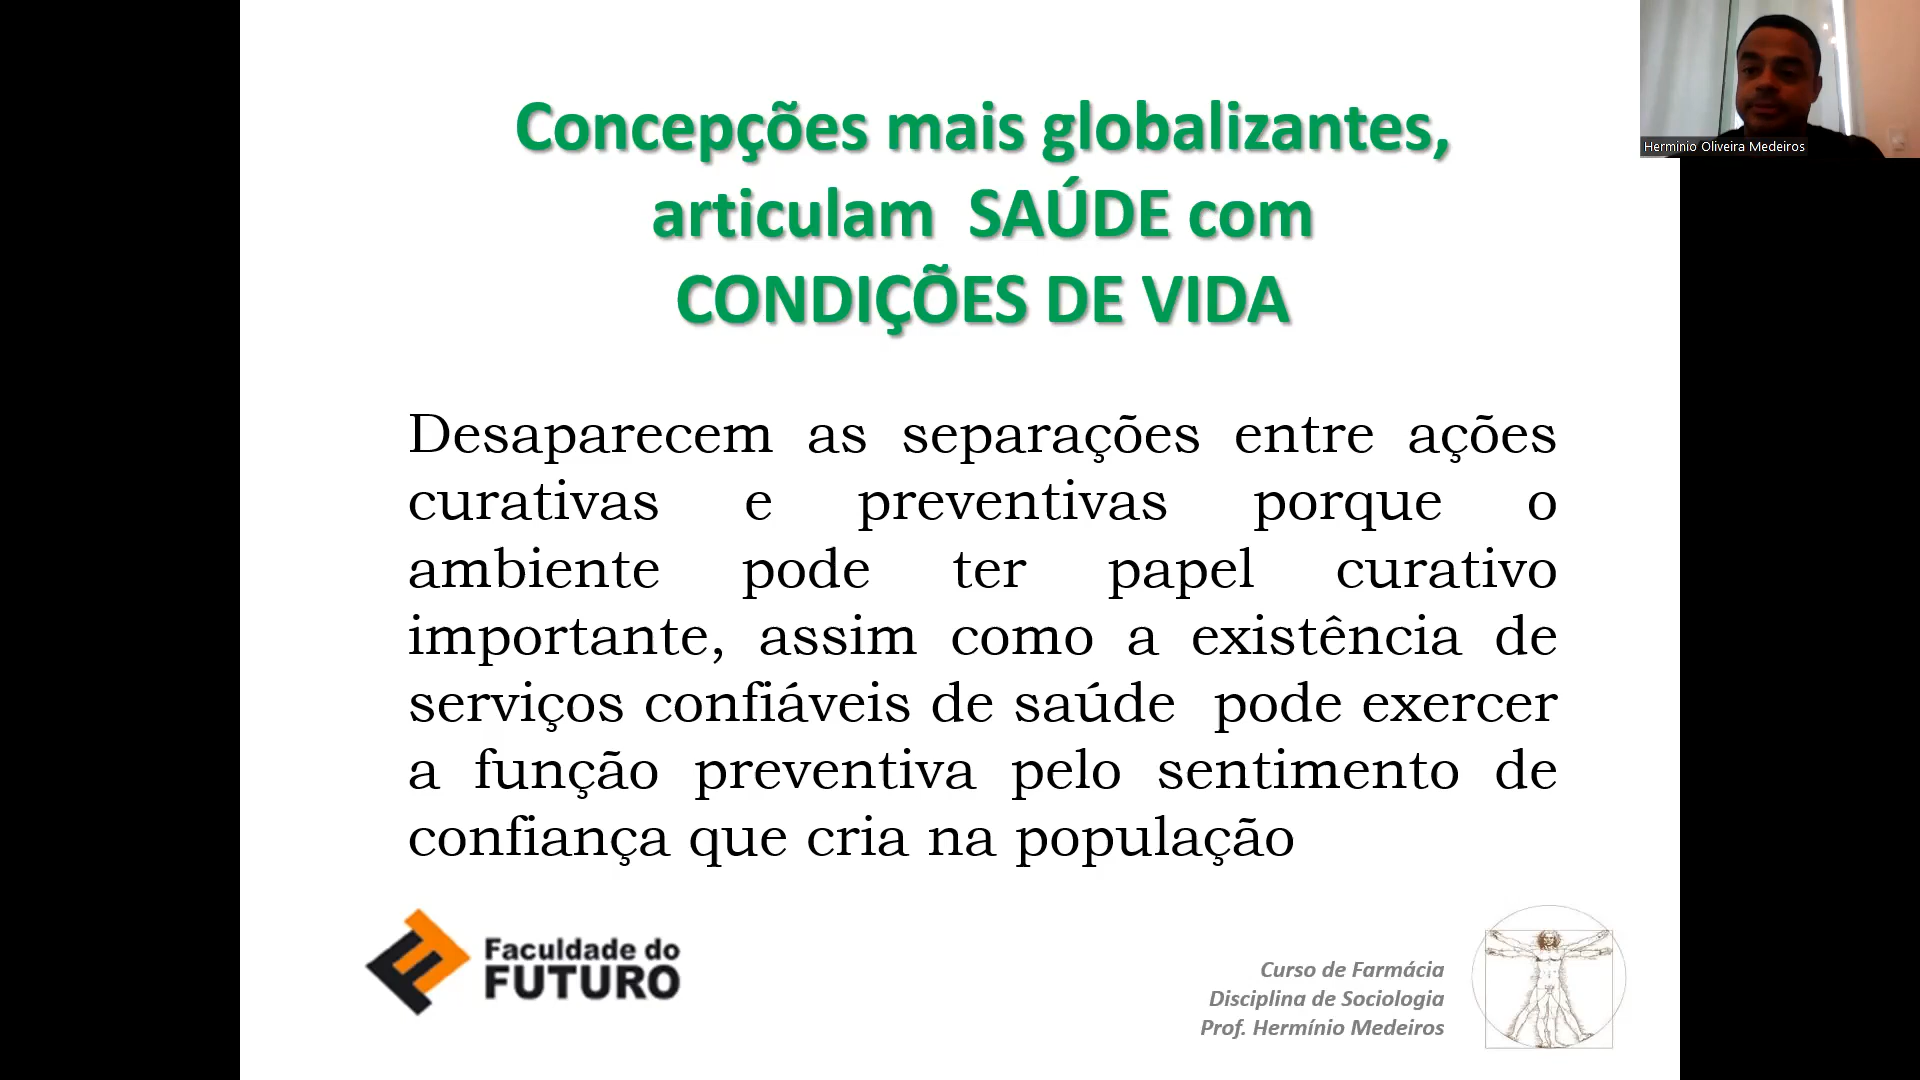 Herminio Oliveira Medeiros
Concepções mais globalizantes,
articulam SAÚDE com
CONDIÇÕES DE VIDA
Desaparecem as separações entre ações
curativas e preventivas porque o
ambiente pode ter papel curativo
importante, assim como a existência de
serviços confiáveis de saúde pode exercer
a função preventiva pelo sentimento de
confiança que cria na população
Faculdade do
FUTURO
Curso de Farmácia
Disciplina de Sociologia
Prof. Hermínio Medeiros